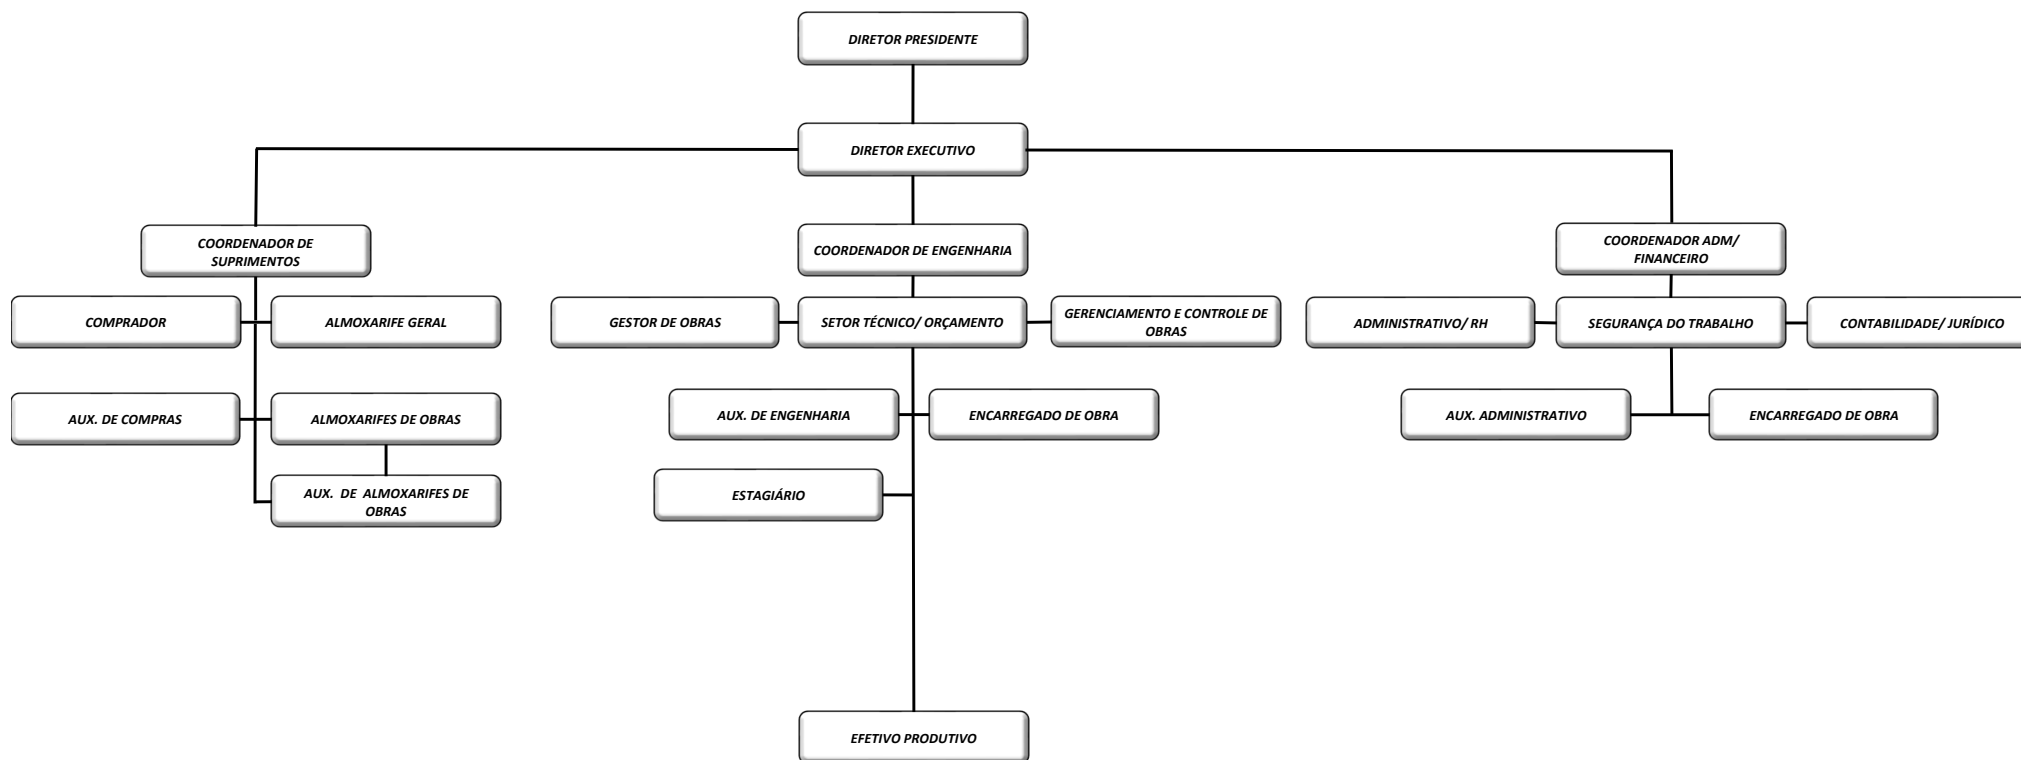 DIRETOR PRESIDENTE
DIRETOR EXECUTIVO
COORDENADOR DE
SUPRIMENTOS
COORDENADOR DE ENGENHARIA
COORDENADOR ADM/
FINANCEIRO
COMPRADOR
ALMOXARIFE GERAL
GESTOR DE OBRAS
SETOR TÉCNICO/ ORÇAMENTO
GERENCIAMENTO E CONTROLE DE
OBRAS
ADMINISTRATIVO/ RH
SEGURANÇA DO TRABALHO
CONTABILIDADE/ JURÍDICO
AUX. DE COMPRAS
ALMOXARIFES DE OBRAS
AUX. DE ENGENHARIA
ENCARREGADO DE OBRA
AUX. ADMINISTRATIVO
ENCARREGADO DE OBRA
AUX.  DE  ALMOXARIFES DE
OBRAS
ESTAGIÁRIO
EFETIVO PRODUTIVO